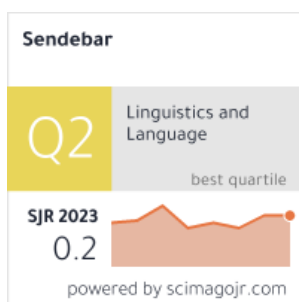 Sendebar
Q2
Linguistics and
Language
best quartile
SJR 2023
0.2
powered by scimagojr.com